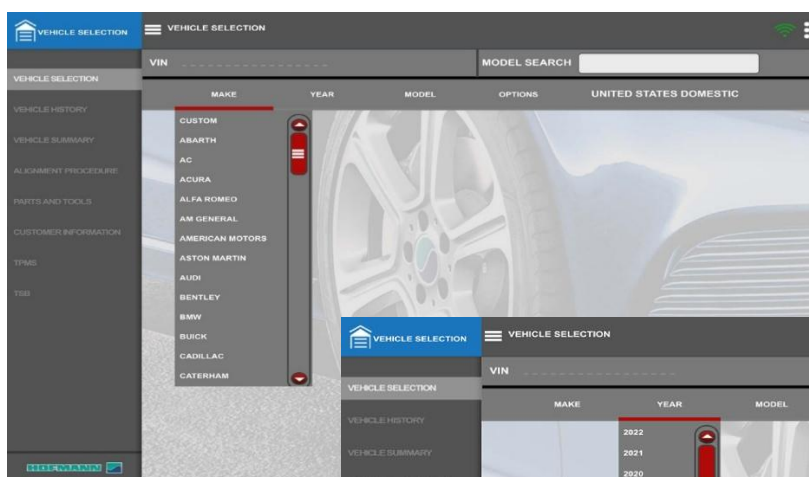 VEHICLE SELECTION
VEHICLE SELECTION
VIN
MODEL SEARCH
VEHICLE SELECTION
MAKE YEAR MODEL OPTIONS UNITED STATES DOMESTIC
VEHICLE HISTORY
VEHICLE SUMMARY
ALIGNMENT PROCEDURE
PARTS AND TOOLS
CUSTOMER INFORMATION
TPMS
TSB
CUSTOM
ABARTH
AC
ACURA
ALFA ROMEO
AM GENERAL
AMERICAN MOTORS
ASTON MARTIN
AUDI
BENTLEY
BMW
BUICK
CADILLAC
CATERHAM
HOFMANN
VEHICLE SELECTION
VEHICLE SELECTION
VIN
VEHICLE SELECTION
MAKE YEAR MODEL
VEHICLE HISTORY
VEHICLE SUMMARY
2022
2021
2020